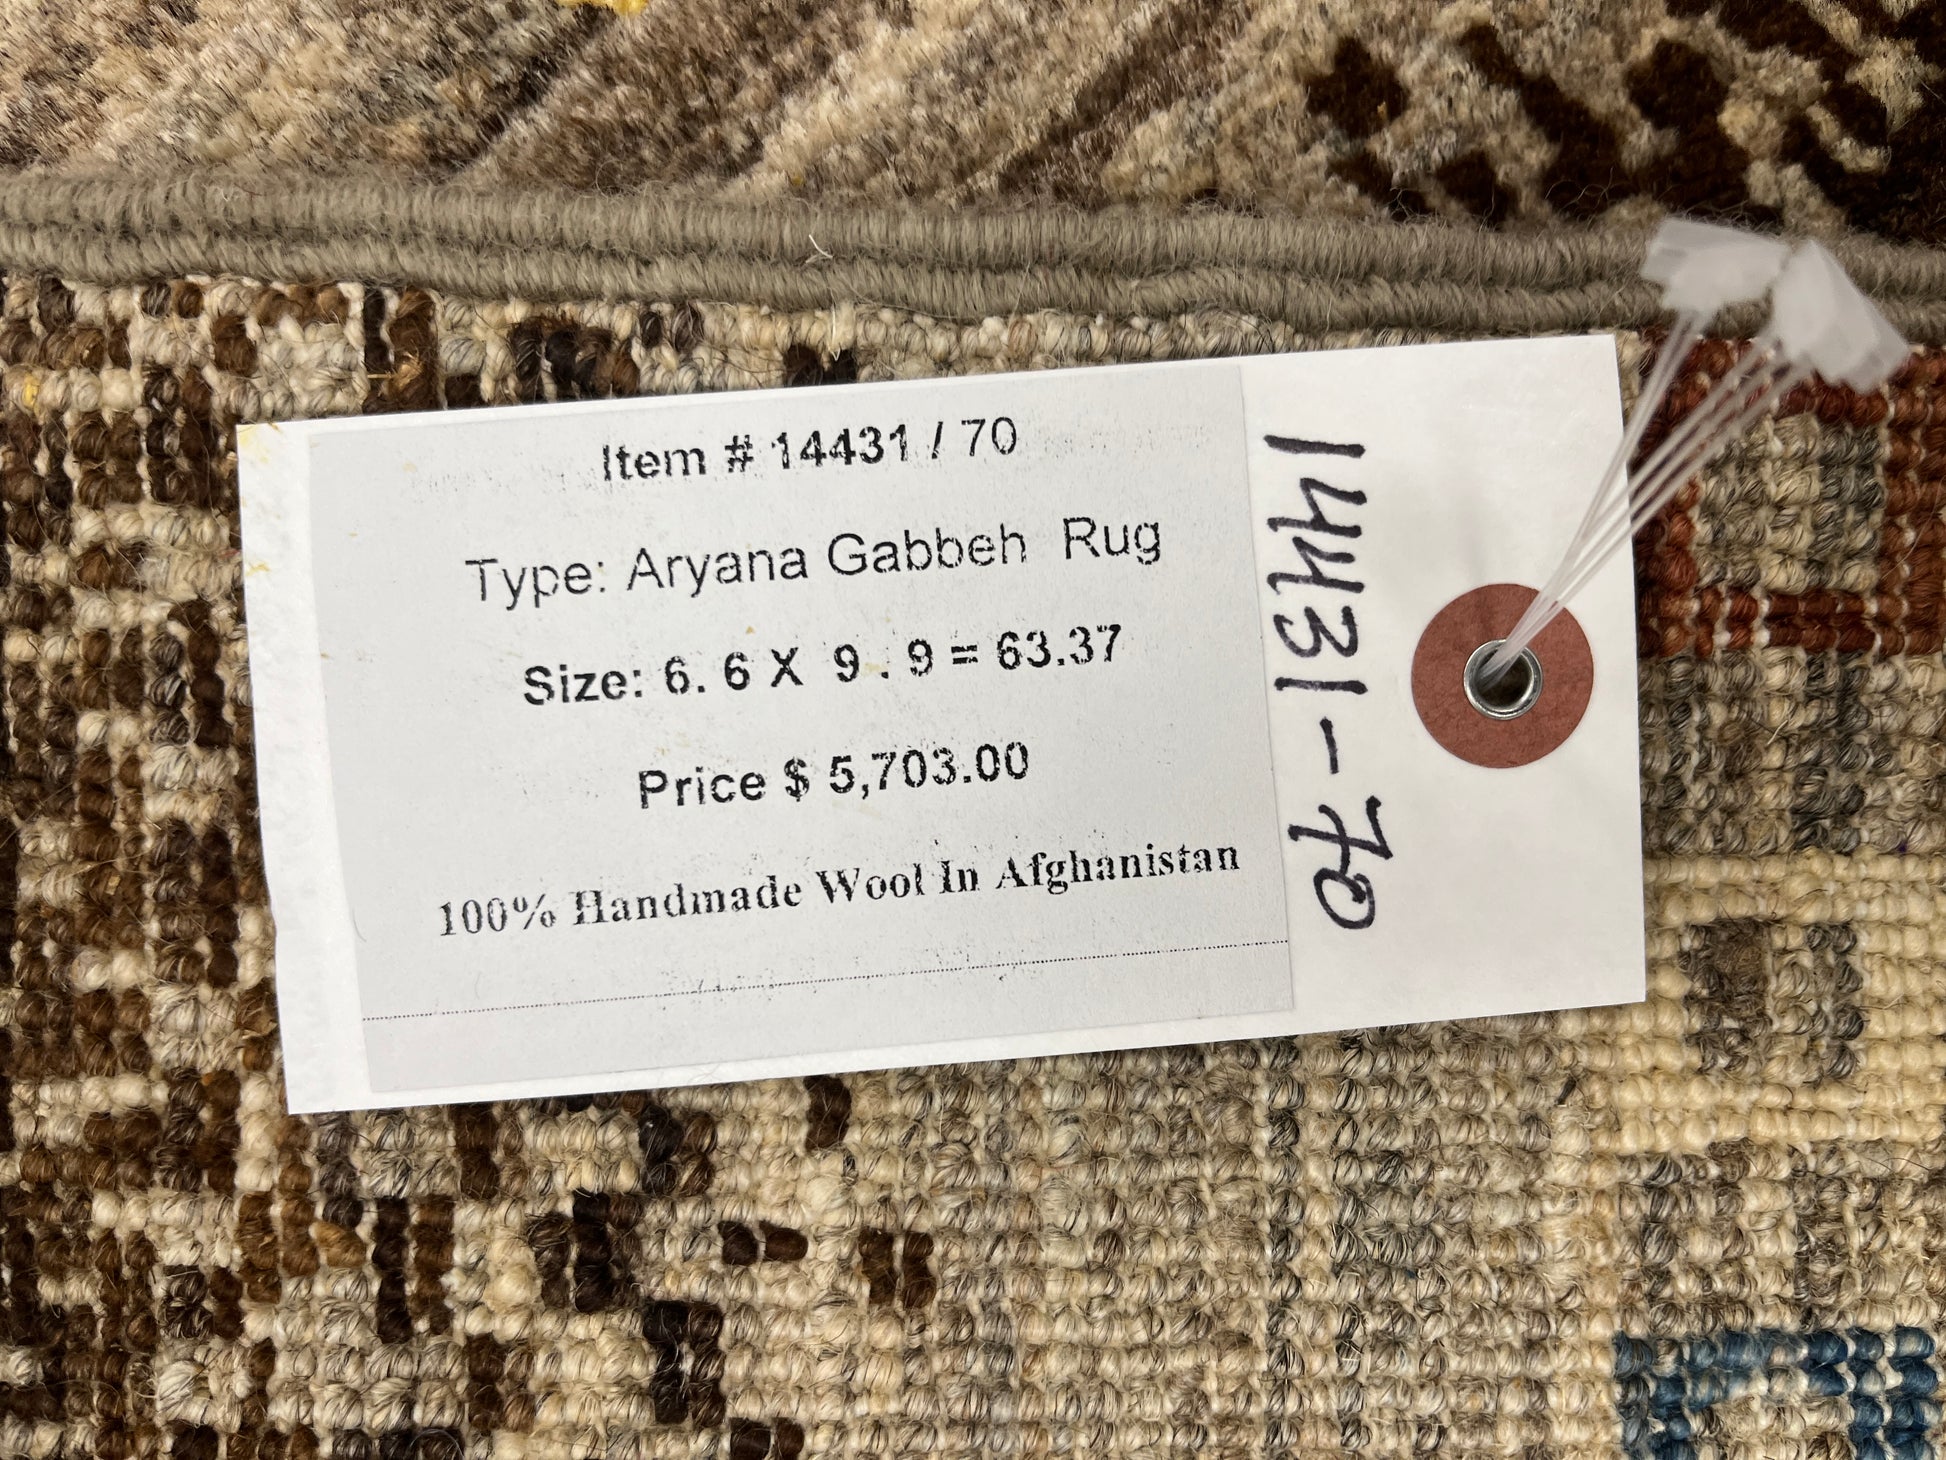 Item # 14431 / 70
Type: Aryana Gabbeh Rug
Size: 6. 6 X 9 . 9 = 63.37
Price $ 5,703.00
100% Handmade Wool In Afghanistan
14431-70